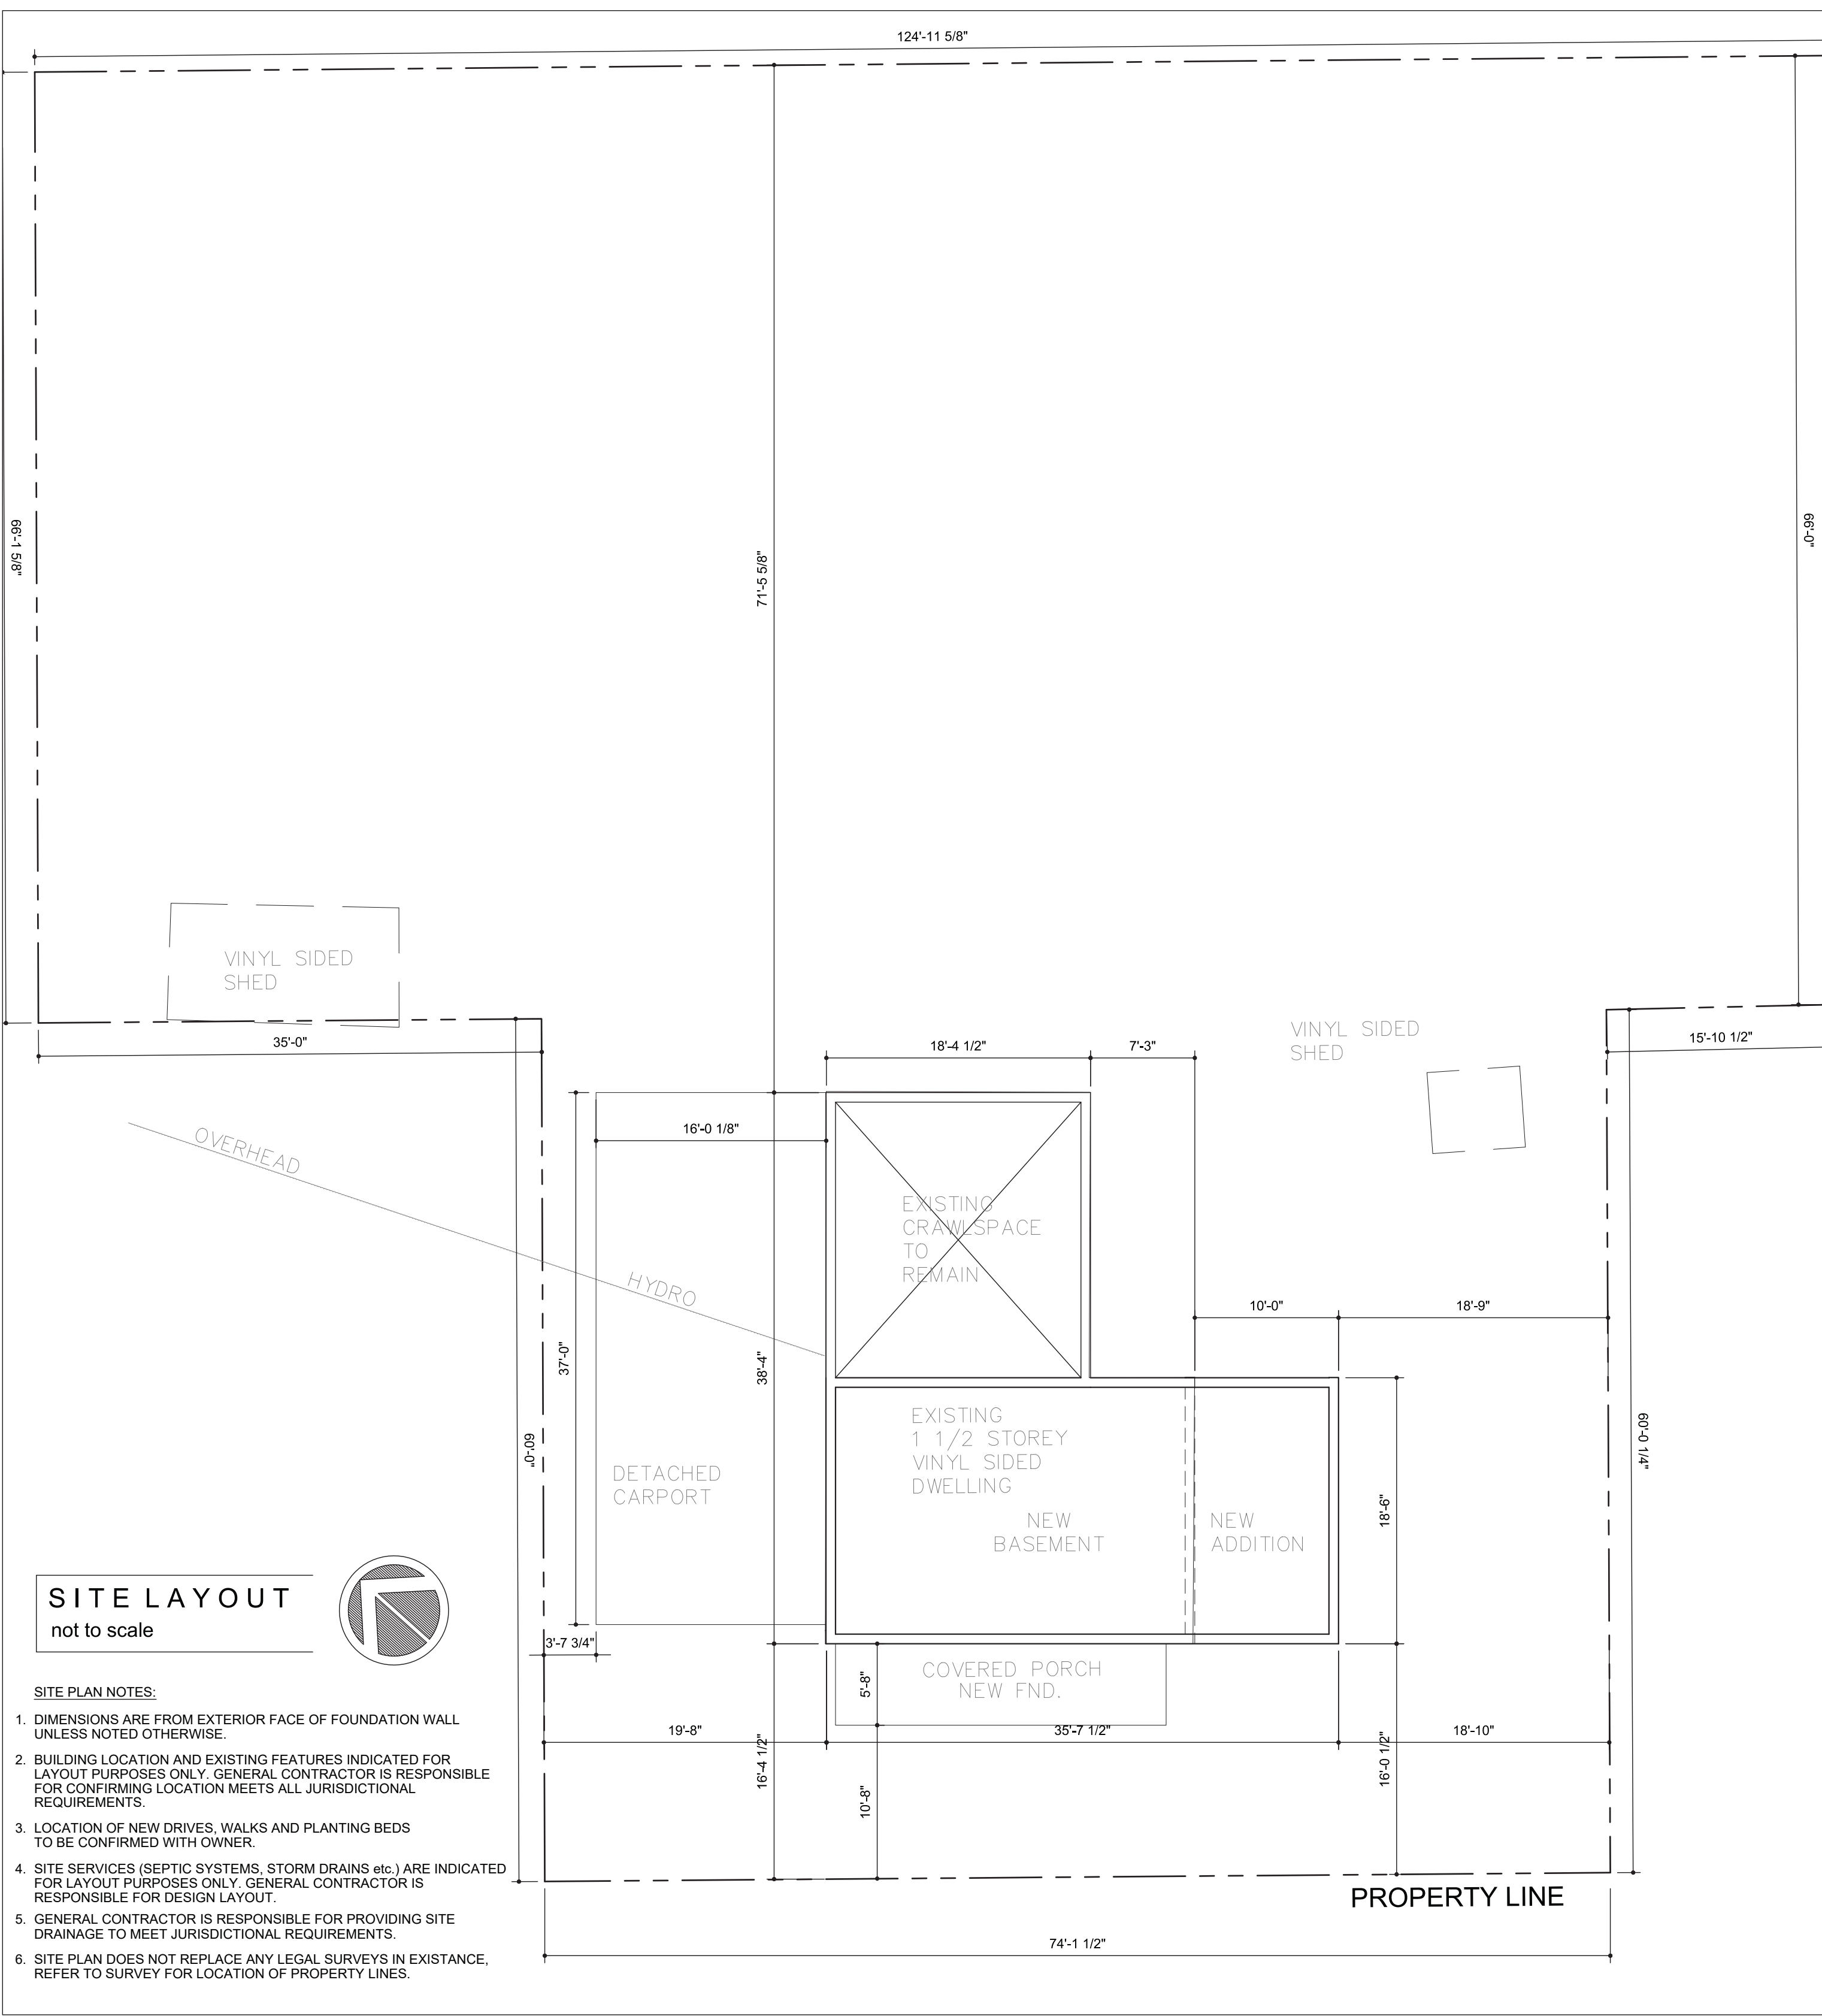 124'-11 5/8"
66'-1 5/8"
71'-5 5/8"
66'-0"
VINYL SIDED
SHED
35'-0"
18'-4 1/2"
7'-3"
VINYL SIDED
SHED
15'-10 1/2"
16'-0 1/8"
OVERHEAD
HYDRO
EXISTING
CRAWLSPACE
TO
REMAIN
10'-0"
18'-9"
37'-0"
38'-4"
60'-0"
60'-0 1/4"
EXISTING
1 1/2 STOREY
VINYL SIDED
DWELLING
DETACHED
CARPORT
NEW
BASEMENT
NEW
ADDITION
18'-6"
3'-7 3/4"
COVERED PORCH
NEW FND.
5'-8"
19'-8"
35'-7 1/2"
18'-10"
16'-4 1/2"
16'-0 1/2"
10'-8"
PROPERTY LINE
74'-1 1/2"
SITE LAYOUT
not to scale
SITE PLAN NOTES:
1. DIMENSIONS ARE FROM EXTERIOR FACE OF FOUNDATION WALL
UNLESS NOTED OTHERWISE.
2. BUILDING LOCATION AND EXISTING FEATURES INDICATED FOR
LAYOUT PURPOSES ONLY. GENERAL CONTRACTOR IS RESPONSIBLE
FOR CONFIRMING LOCATION MEETS ALL JURISDICTIONAL
REQUIREMENTS.
3. LOCATION OF NEW DRIVES, WALKS AND PLANTING BEDS
TO BE CONFIRMED WITH OWNER.
4. SITE SERVICES (SEPTIC SYSTEMS, STORM DRAINS etc.) ARE INDICATED
FOR LAYOUT PURPOSES ONLY. GENERAL CONTRACTOR IS
RESPONSIBLE FOR DESIGN LAYOUT.
5. GENERAL CONTRACTOR IS RESPONSIBLE FOR PROVIDING SITE
DRAINAGE TO MEET JURISDICTIONAL REQUIREMENTS.
6. SITE PLAN DOES NOT REPLACE ANY LEGAL SURVEYS IN EXISTANCE,
REFER TO SURVEY FOR LOCATION OF PROPERTY LINES.